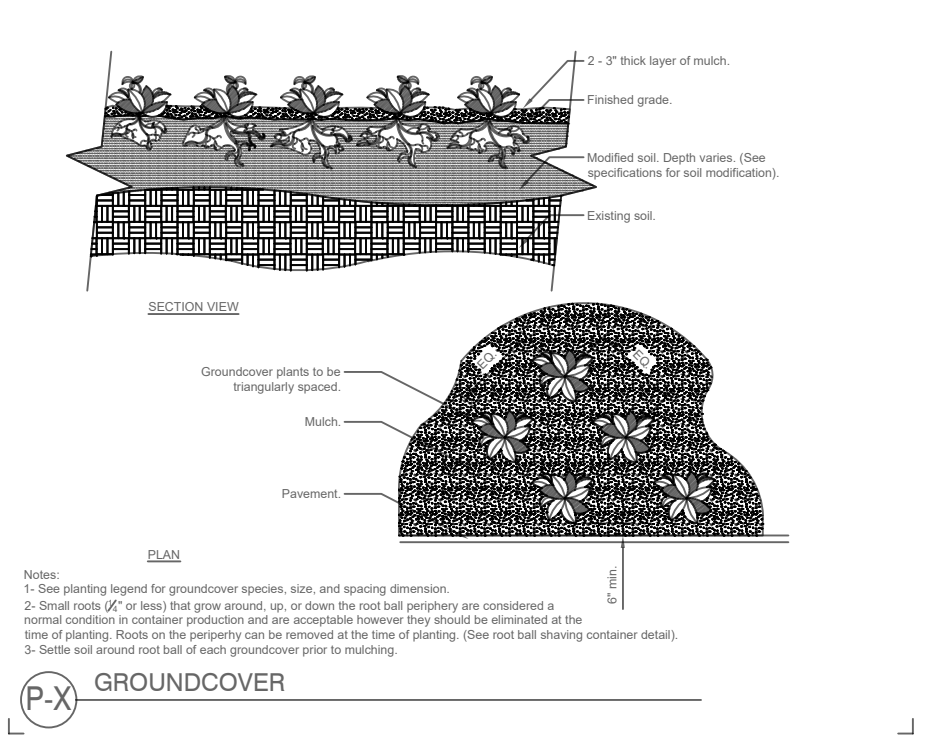 2 - 3" thick layer of mulch.
Finished grade.
Modified soil. Depth varies. (See
specifications for soil modification).
Existing soil.
SECTION VIEW
EQ.
EQ.
Groundcover plants to be
triangularly spaced.
Mulch.
Pavement.
6" min.
PLAN
Notes:
1- See planting legend for groundcover species, size, and spacing dimension.
2- Small roots (¼" or less) that grow around, up, or down the root ball periphery are considered a
normal condition in container production and are acceptable however they should be eliminated at the
time of planting. Roots on the periperhy can be removed at the time of planting. (See root ball shaving container detail).
3- Settle soil around root ball of each groundcover prior to mulching.
P-X
GROUNDCOVER